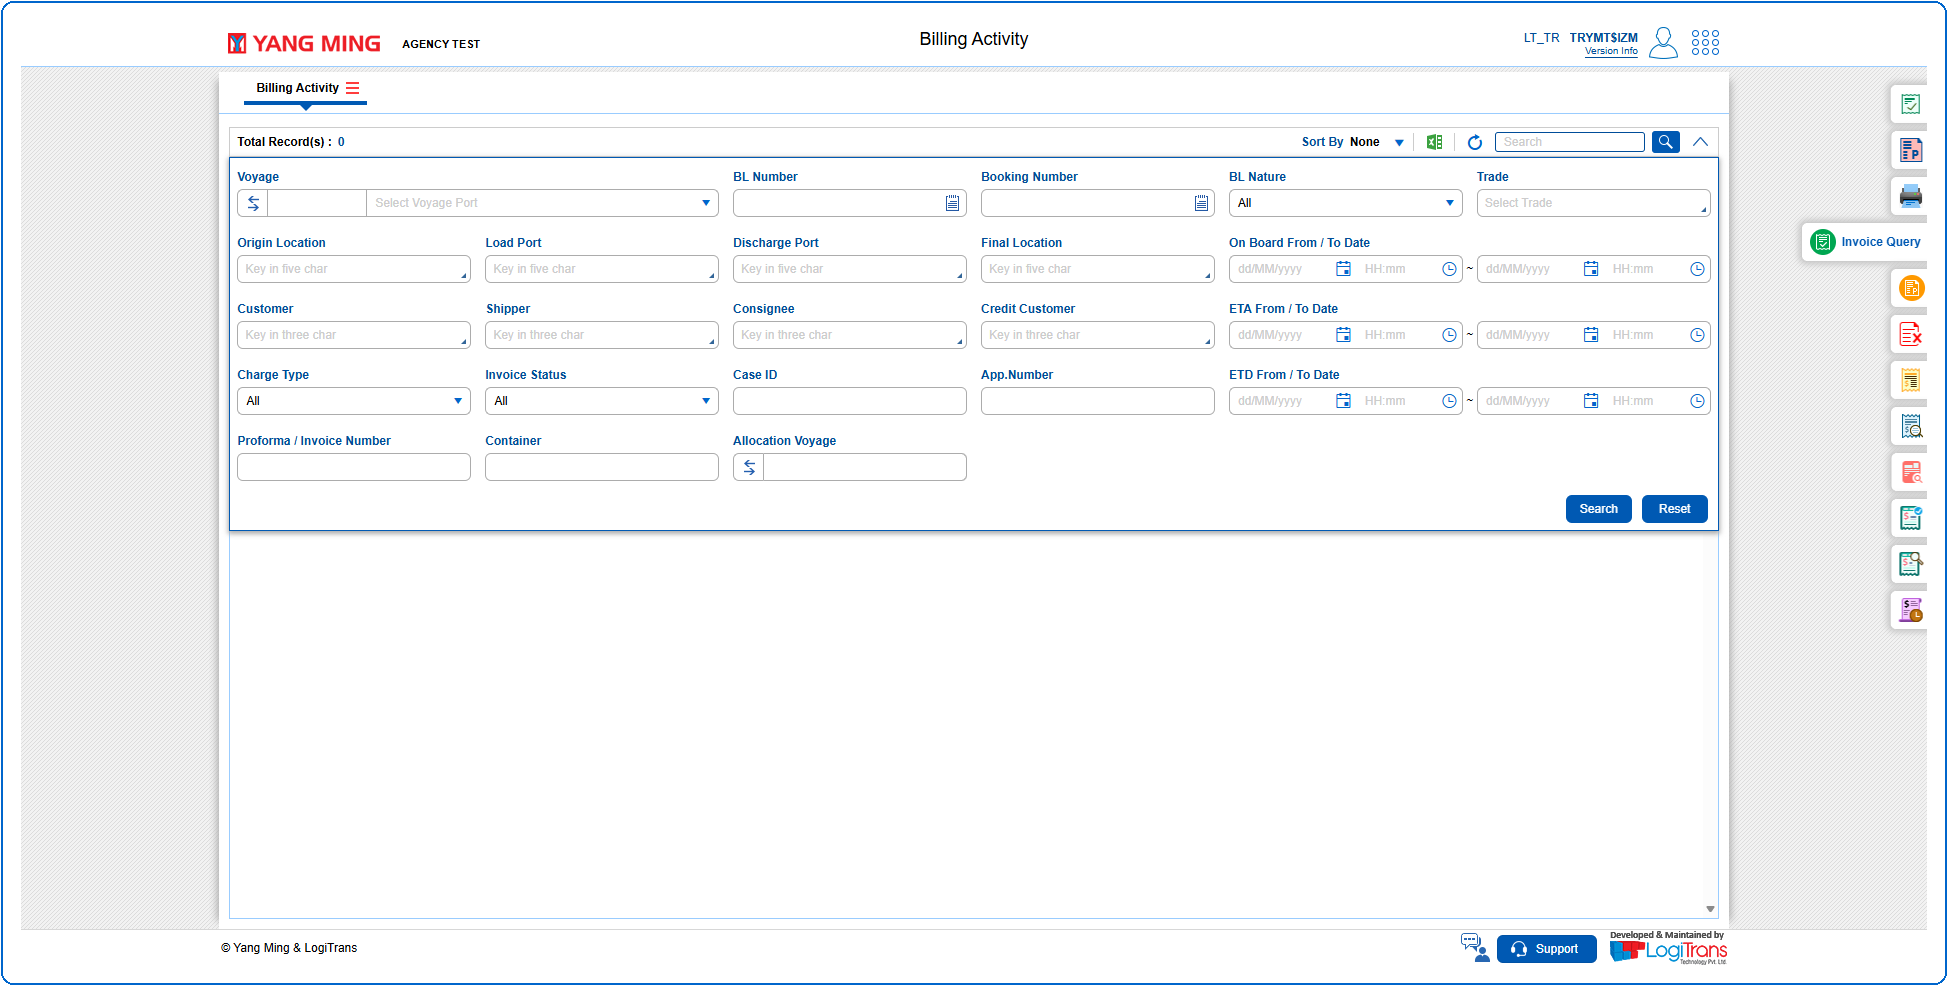 YANG MING AGENCY TEST
Billing Activity
LT_TR TRYMT$IZM
Version Info
Billing Activity
Total Record(s) : 0
Sort By None
Search
Voyage BL Number Booking Number BL Nature Trade
Select Voyage Port All Select Trade
Origin Location Load Port Discharge Port Final Location On Board From / To Date
Key in five char Key in five char Key in five char Key in five char dd/MM/yyyy HH:mm ~ dd/MM/yyyy HH:mm
Customer Shipper Consignee Credit Customer ETA From / To Date
Key in three char Key in three char Key in three char Key in three char dd/MM/yyyy HH:mm ~ dd/MM/yyyy HH:mm
Charge Type Invoice Status Case ID App.Number ETD From / To Date
All All dd/MM/yyyy HH:mm ~ dd/MM/yyyy HH:mm
Proforma / Invoice Number Container Allocation Voyage
Search Reset
Invoice Query
© Yang Ming & LogiTrans
Support
Developed & Maintained by
LogiTrans
Technology Pvt. Ltd.